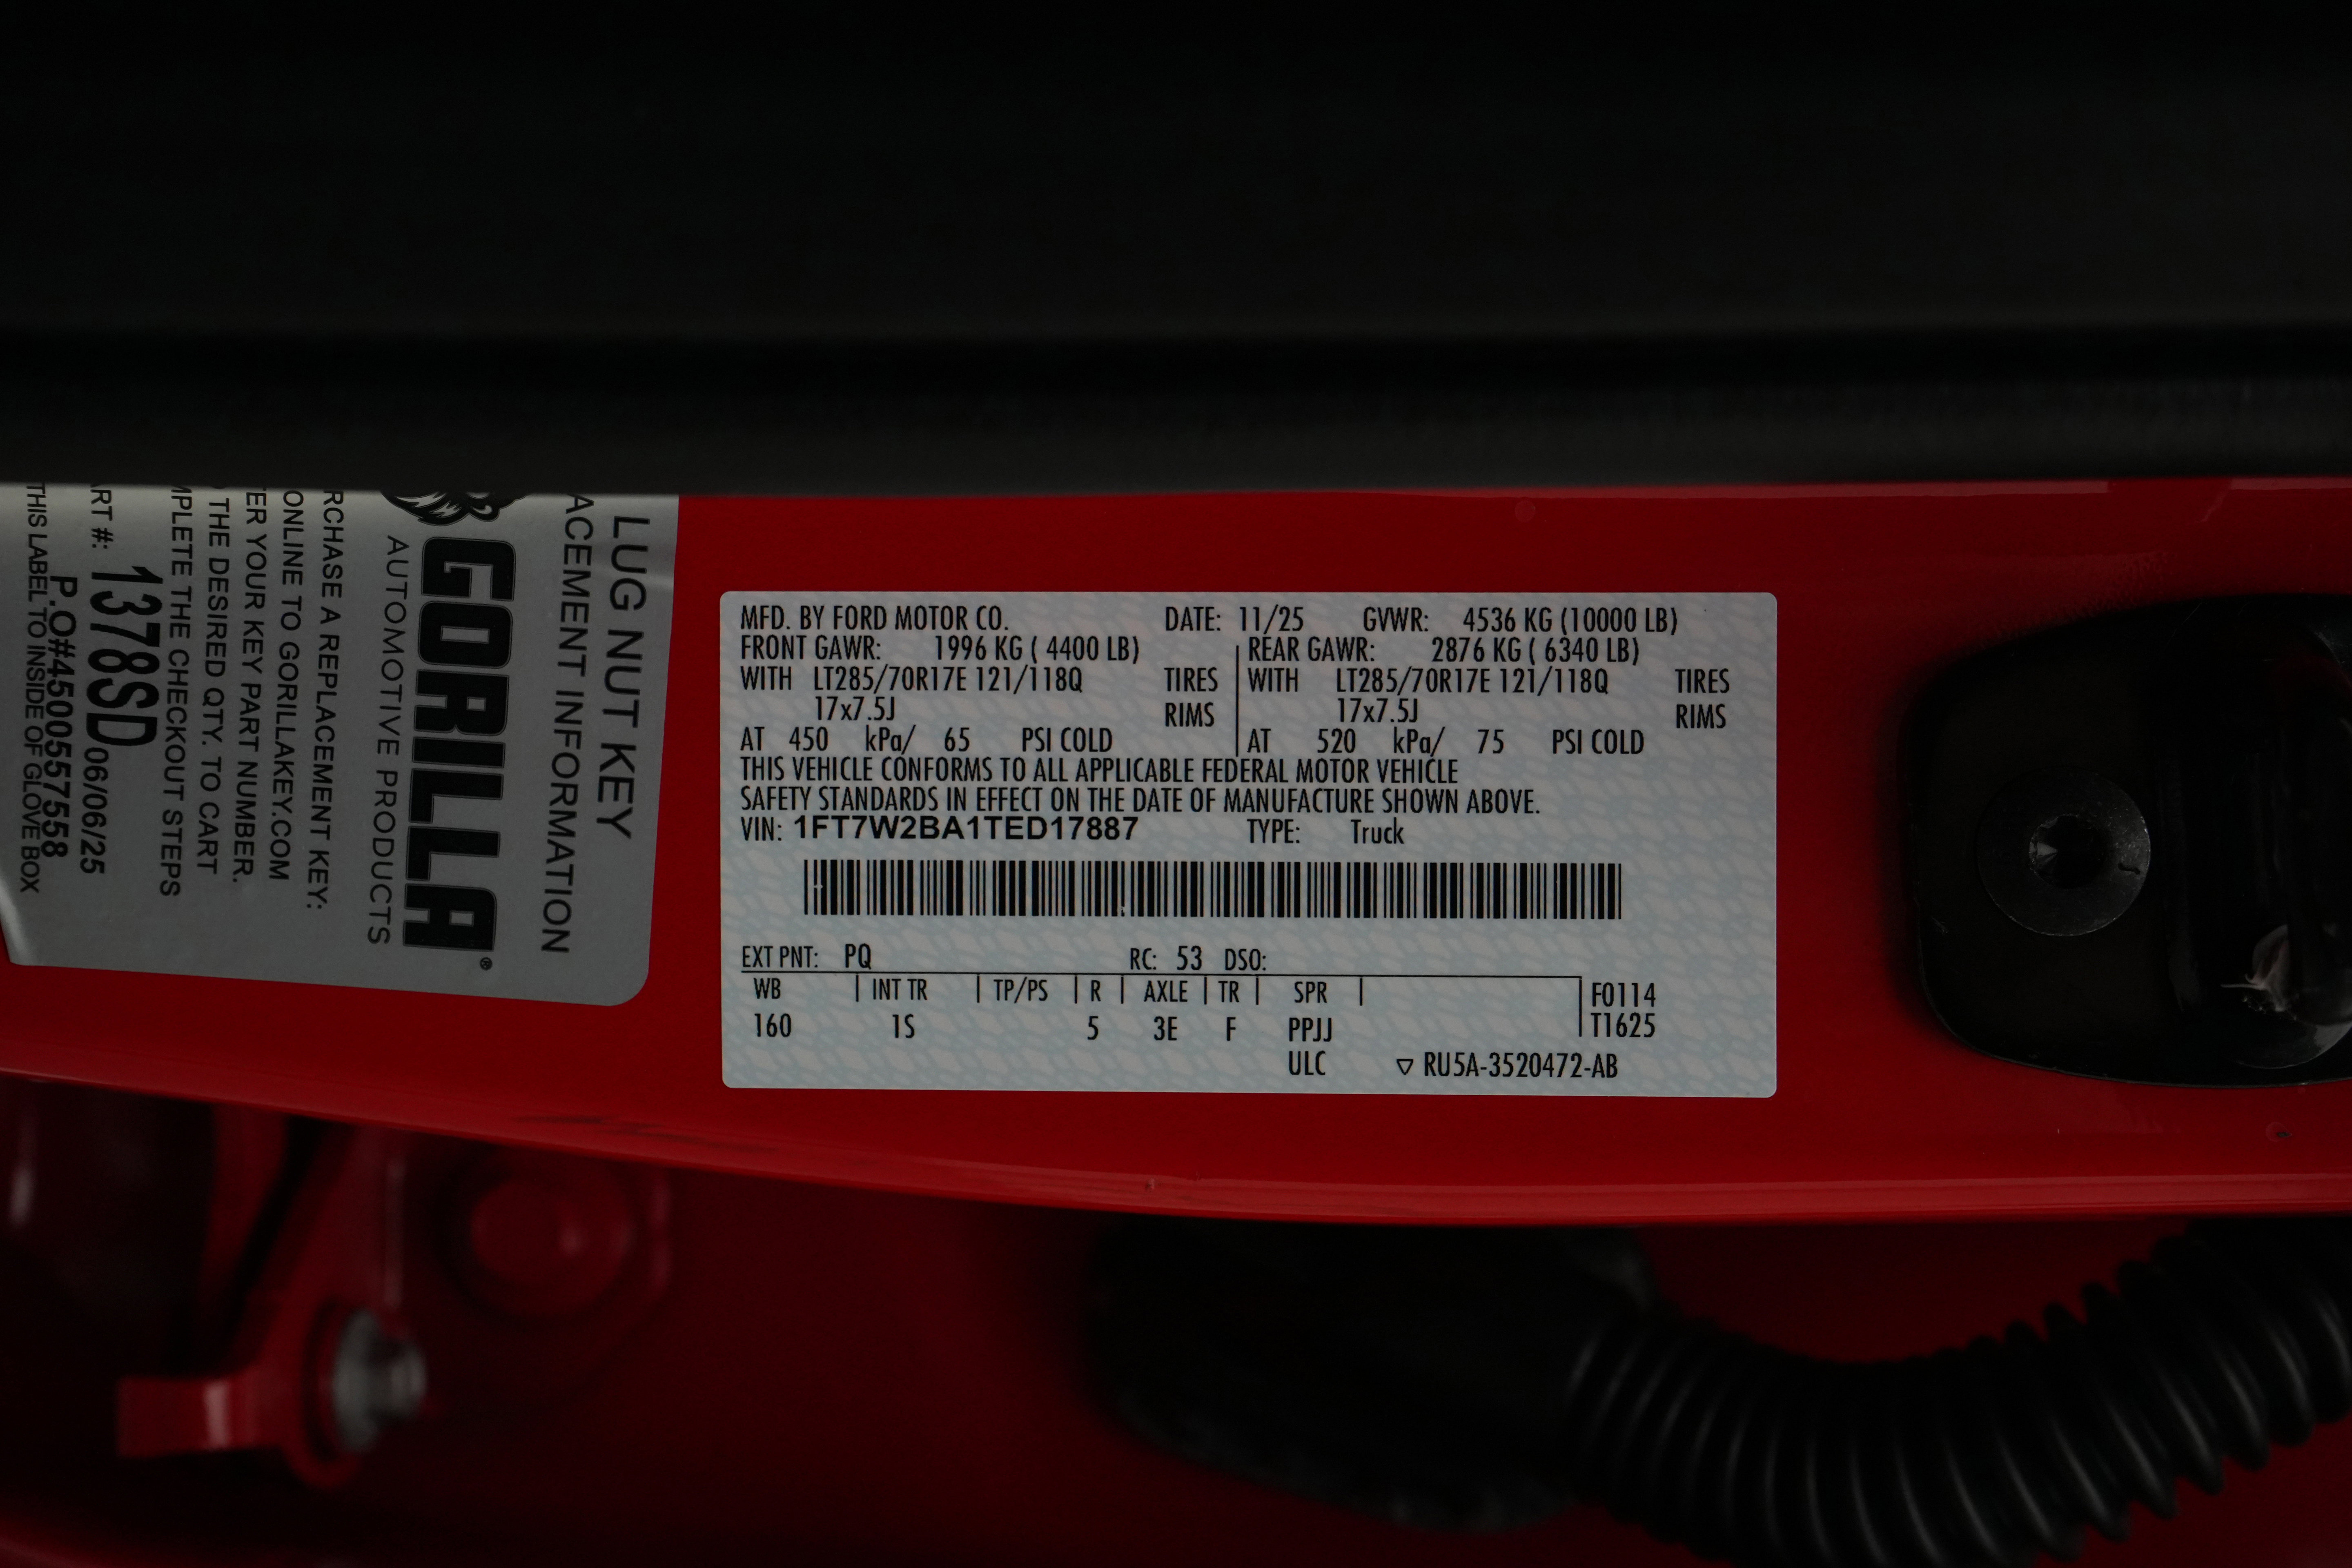 LUG NUT KEY
ACEMENT INFORMATION
GORILLA®
AUTOMOTIVE PRODUCTS
RCHASE A REPLACEMENT KEY:
ONLINE TO GORILLAKEY.COM
ER YOUR KEY PART NUMBER.
THE DESIRED QTY. TO CART
MPLETE THE CHECKOUT STEPS
ART #: 1378SD 06/06/25
P.O#4500557558
THIS LABEL TO INSIDE OF GLOVE BOX
MFD. BY FORD MOTOR CO. DATE: 11/25 GVWR: 4536 KG (10000 LB)
FRONT GAWR: 1996 KG ( 4400 LB) REAR GAWR: 2876 KG ( 6340 LB)
WITH LT285/70R17E 121/118Q TIRES WITH LT285/70R17E 121/118Q TIRES
17x7.5J RIMS 17x7.5J RIMS
AT 450 kPa/ 65 PSI COLD AT 520 kPa/ 75 PSI COLD
THIS VEHICLE CONFORMS TO ALL APPLICABLE FEDERAL MOTOR VEHICLE
SAFETY STANDARDS IN EFFECT ON THE DATE OF MANUFACTURE SHOWN ABOVE.
VIN: 1FT7W2BA1TED17887 TYPE: Truck
EXT PNT: PQ RC: 53 DSO:
WB | INT TR | TP/PS | R | AXLE | TR | SPR | F0114
160 1S 5 3E F PPJJ T1625
ULC ▽ RU5A-3520472-AB